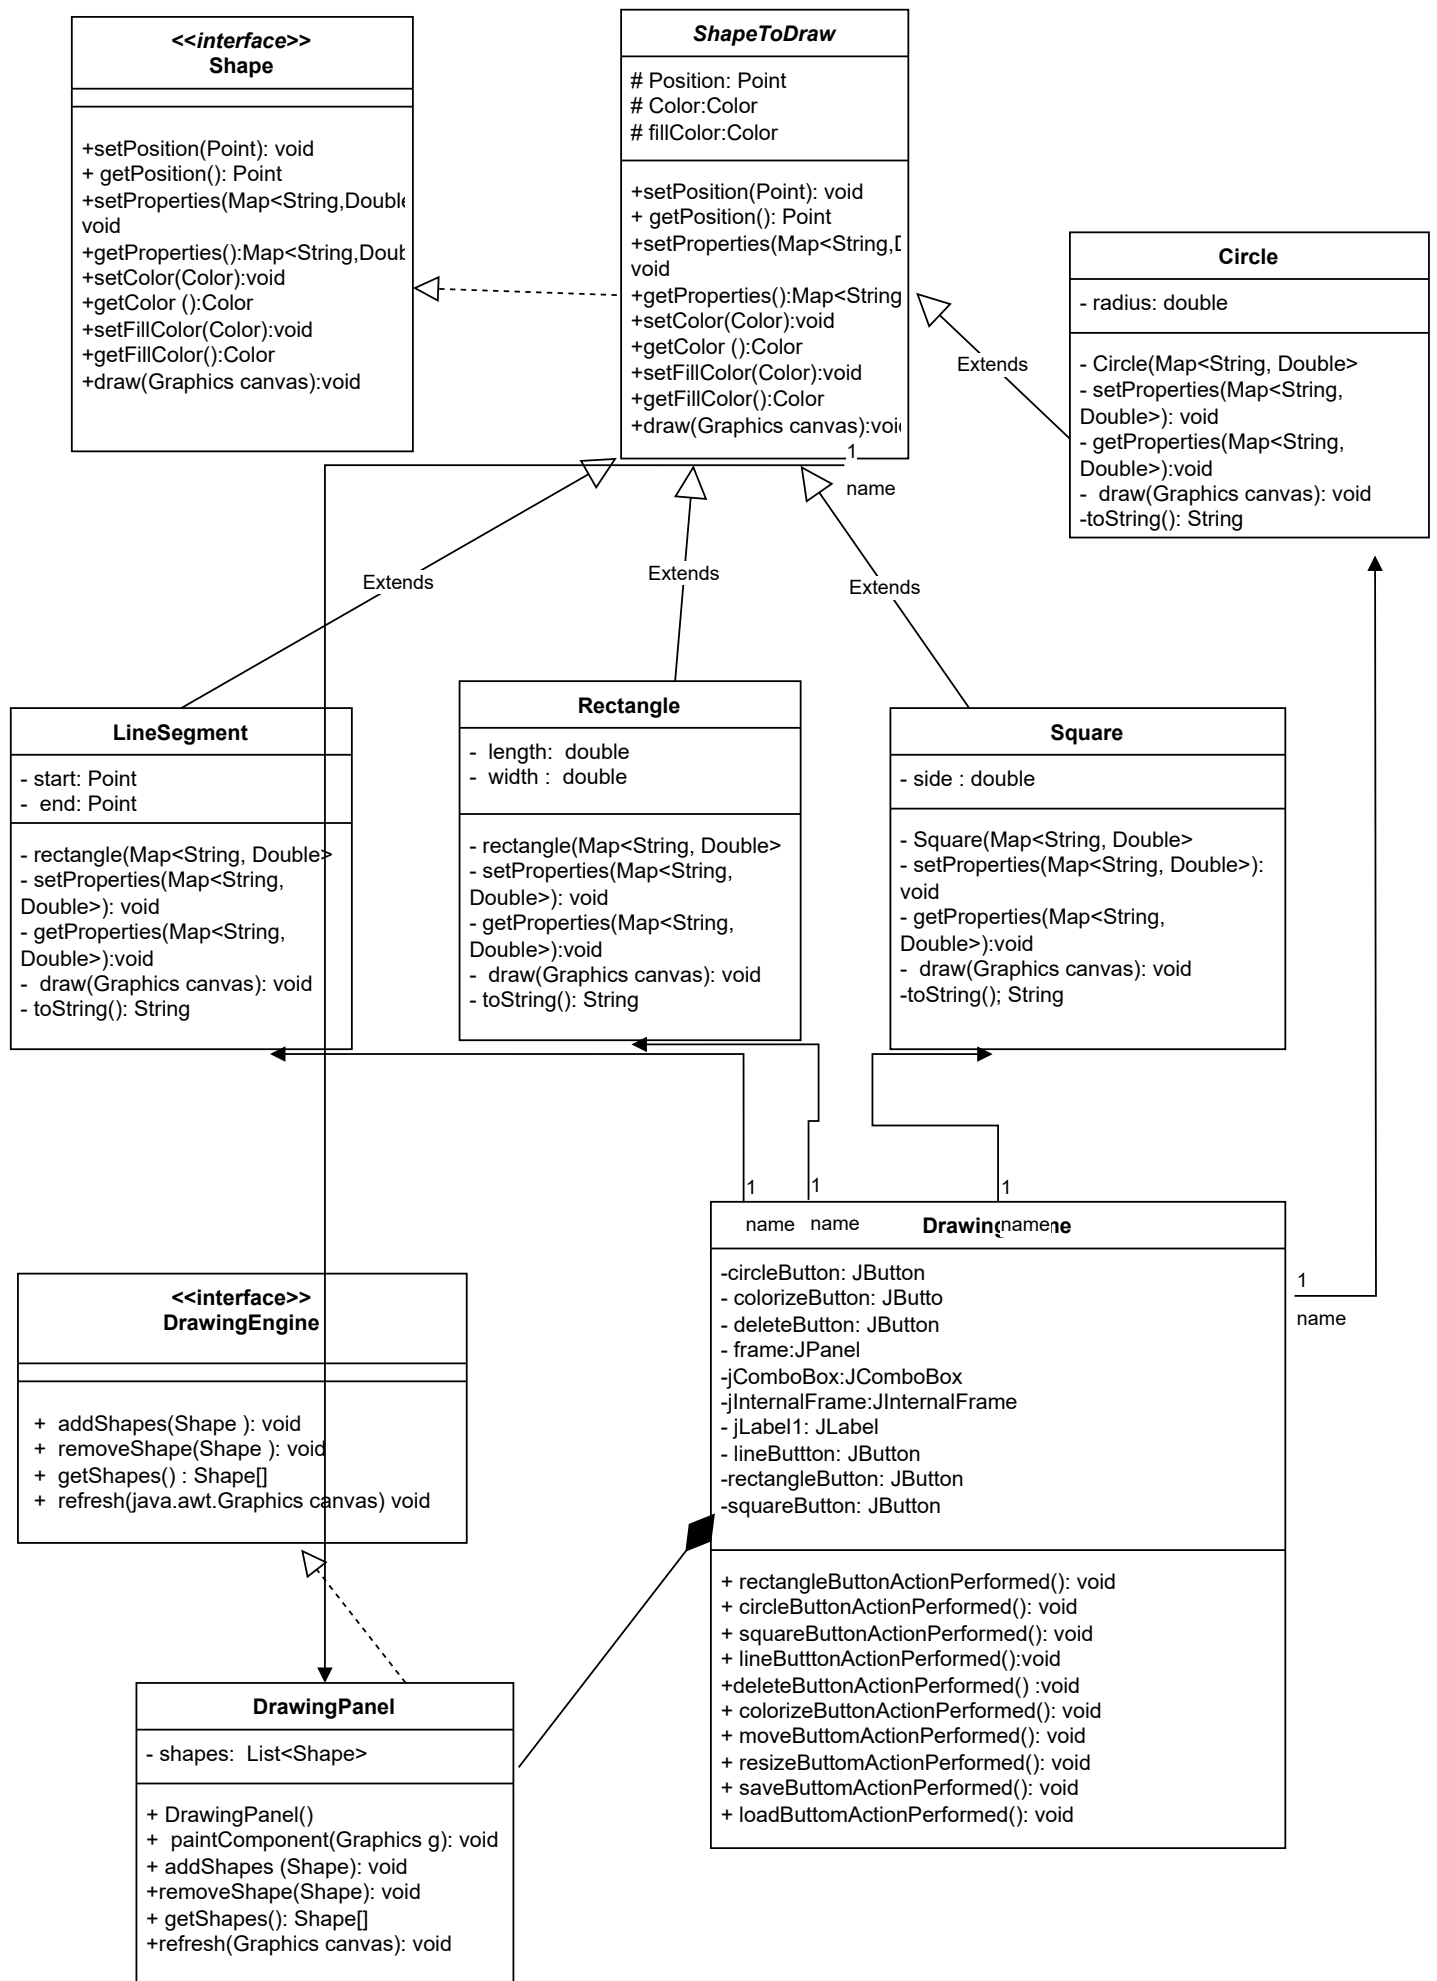 <<interface>>
Shape
+setPosition(Point): void
+ getPosition(): Point
+setProperties(Map<String,Double
void
+getProperties():Map<String,Doub
+setColor(Color):void
+getColor ():Color
+setFillColor(Color):void
+getFillColor():Color
+draw(Graphics canvas):void
ShapeToDraw
# Position: Point
# Color:Color
# fillColor:Color
+setPosition(Point): void
+ getPosition(): Point
+setProperties(Map<String,D
void
+getProperties():Map<String
+setColor(Color):void
+getColor ():Color
+setFillColor(Color):void
+getFillColor():Color
+draw(Graphics canvas):voi
1
name
Circle
- radius: double
- Circle(Map<String, Double>
- setProperties(Map<String,
Double>): void
- getProperties(Map<String,
Double>):void
-  draw(Graphics canvas): void
-toString(): String
Extends
Extends
Extends
Extends
LineSegment
- start: Point
-  end: Point
- rectangle(Map<String, Double>
- setProperties(Map<String,
Double>): void
- getProperties(Map<String,
Double>):void
-  draw(Graphics canvas): void
- toString(): String
Rectangle
-  length:  double
-  width :  double
- rectangle(Map<String, Double>
- setProperties(Map<String,
Double>): void
- getProperties(Map<String,
Double>):void
-  draw(Graphics canvas): void
- toString(): String
Square
- side : double
- Square(Map<String, Double>
- setProperties(Map<String, Double>):
void
- getProperties(Map<String,
Double>):void
-  draw(Graphics canvas): void
-toString(); String
1
name
1
name
1
name
1
name
<<interface>>
DrawingEngine
+  addShapes(Shape ): void
+  removeShape(Shape ): void
+  getShapes() : Shape[]
+  refresh(java.awt.Graphics canvas) void
-circleButton: JButton
- colorizeButton: JButto
- deleteButton: JButton
- frame:JPanel
-jComboBox:JComboBox
-jInternalFrame:JInternalFrame
- jLabel1: JLabel
- lineButtton: JButton
-rectangleButton: JButton
-squareButton: JButton
+ rectangleButtonActionPerformed(): void
+ circleButtonActionPerformed(): void
+ squareButtonActionPerformed(): void
+ lineButttonActionPerformed():void
+deleteButtonActionPerformed() :void
+ colorizeButtonActionPerformed(): void
+ moveButtomActionPerformed(): void
+ resizeButtomActionPerformed(): void
+ saveButtomActionPerformed(): void
+ loadButtomActionPerformed(): void
DrawingPanel
- shapes:  List<Shape>
+ DrawingPanel()
+  paintComponent(Graphics g): void
+ addShapes (Shape): void
+removeShape(Shape): void
+ getShapes(): Shape[]
+refresh(Graphics canvas): void